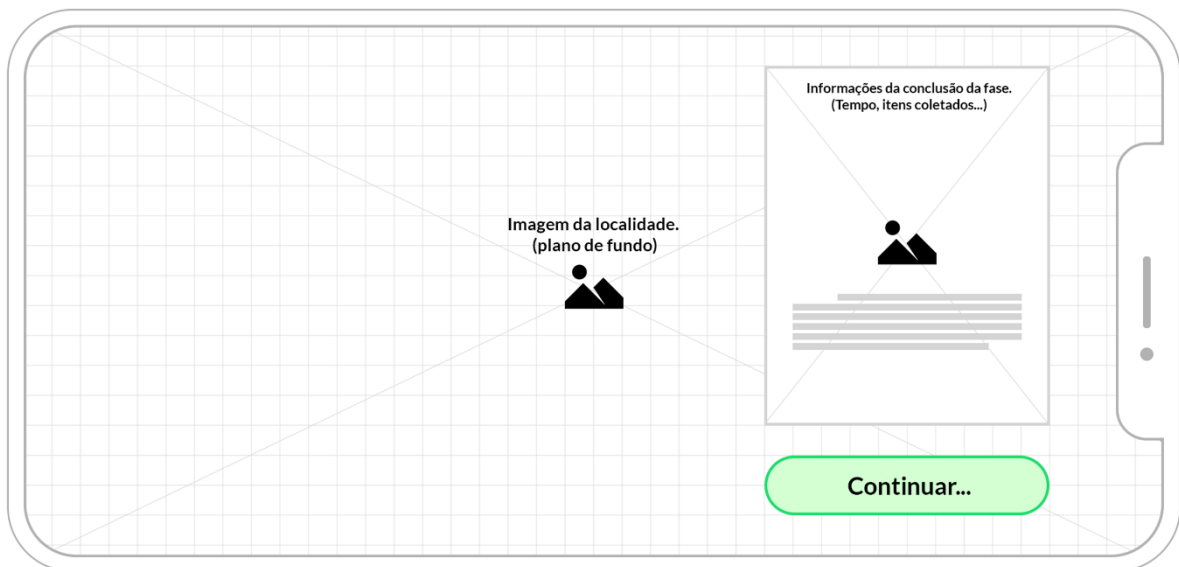 Informações da conclusão da fase.
(Tempo, itens coletados...)
Imagem da localidade.
(plano de fundo)
Continuar...